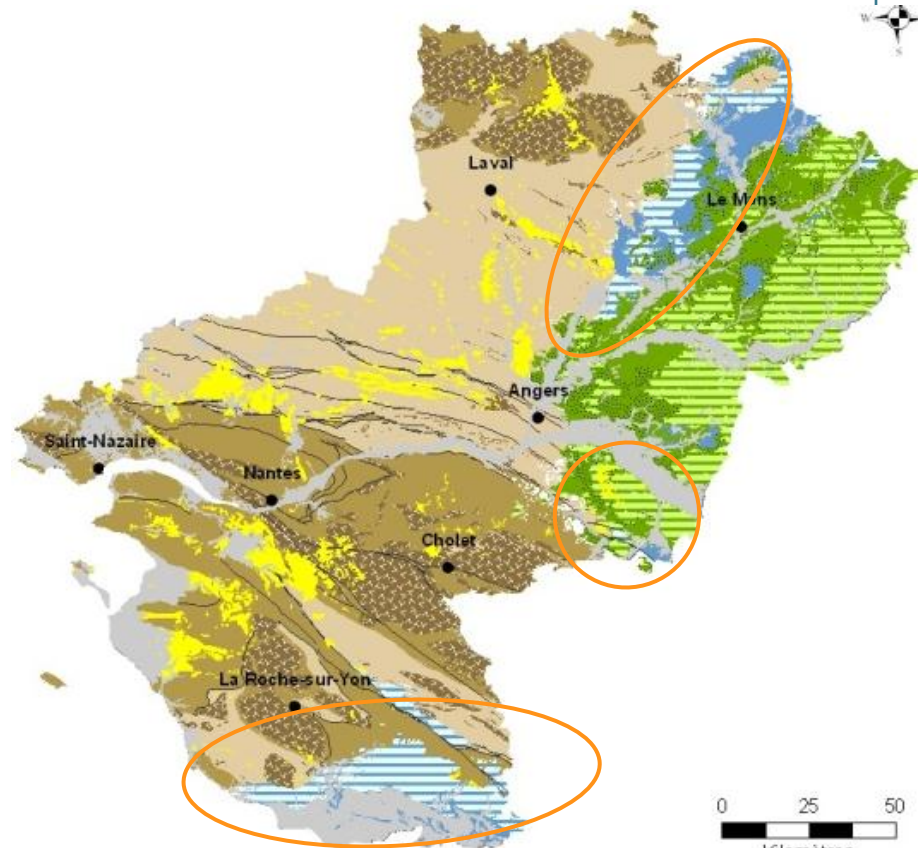 W
S
Laval
Le Mans
Angers
Saint-Nazaire
Nantes
Cholet
La Roche-sur-Yon
0 25 50